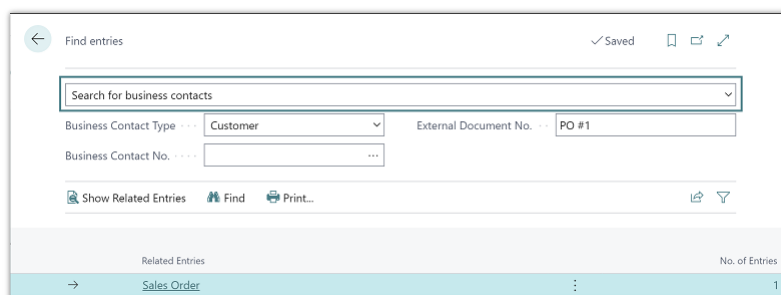 Find entries
Saved
Search for business contacts
Business Contact Type Customer External Document No. PO #1
Business Contact No. ...
Show Related Entries Find Print...
Related Entries No. of Entries
Sales Order 1